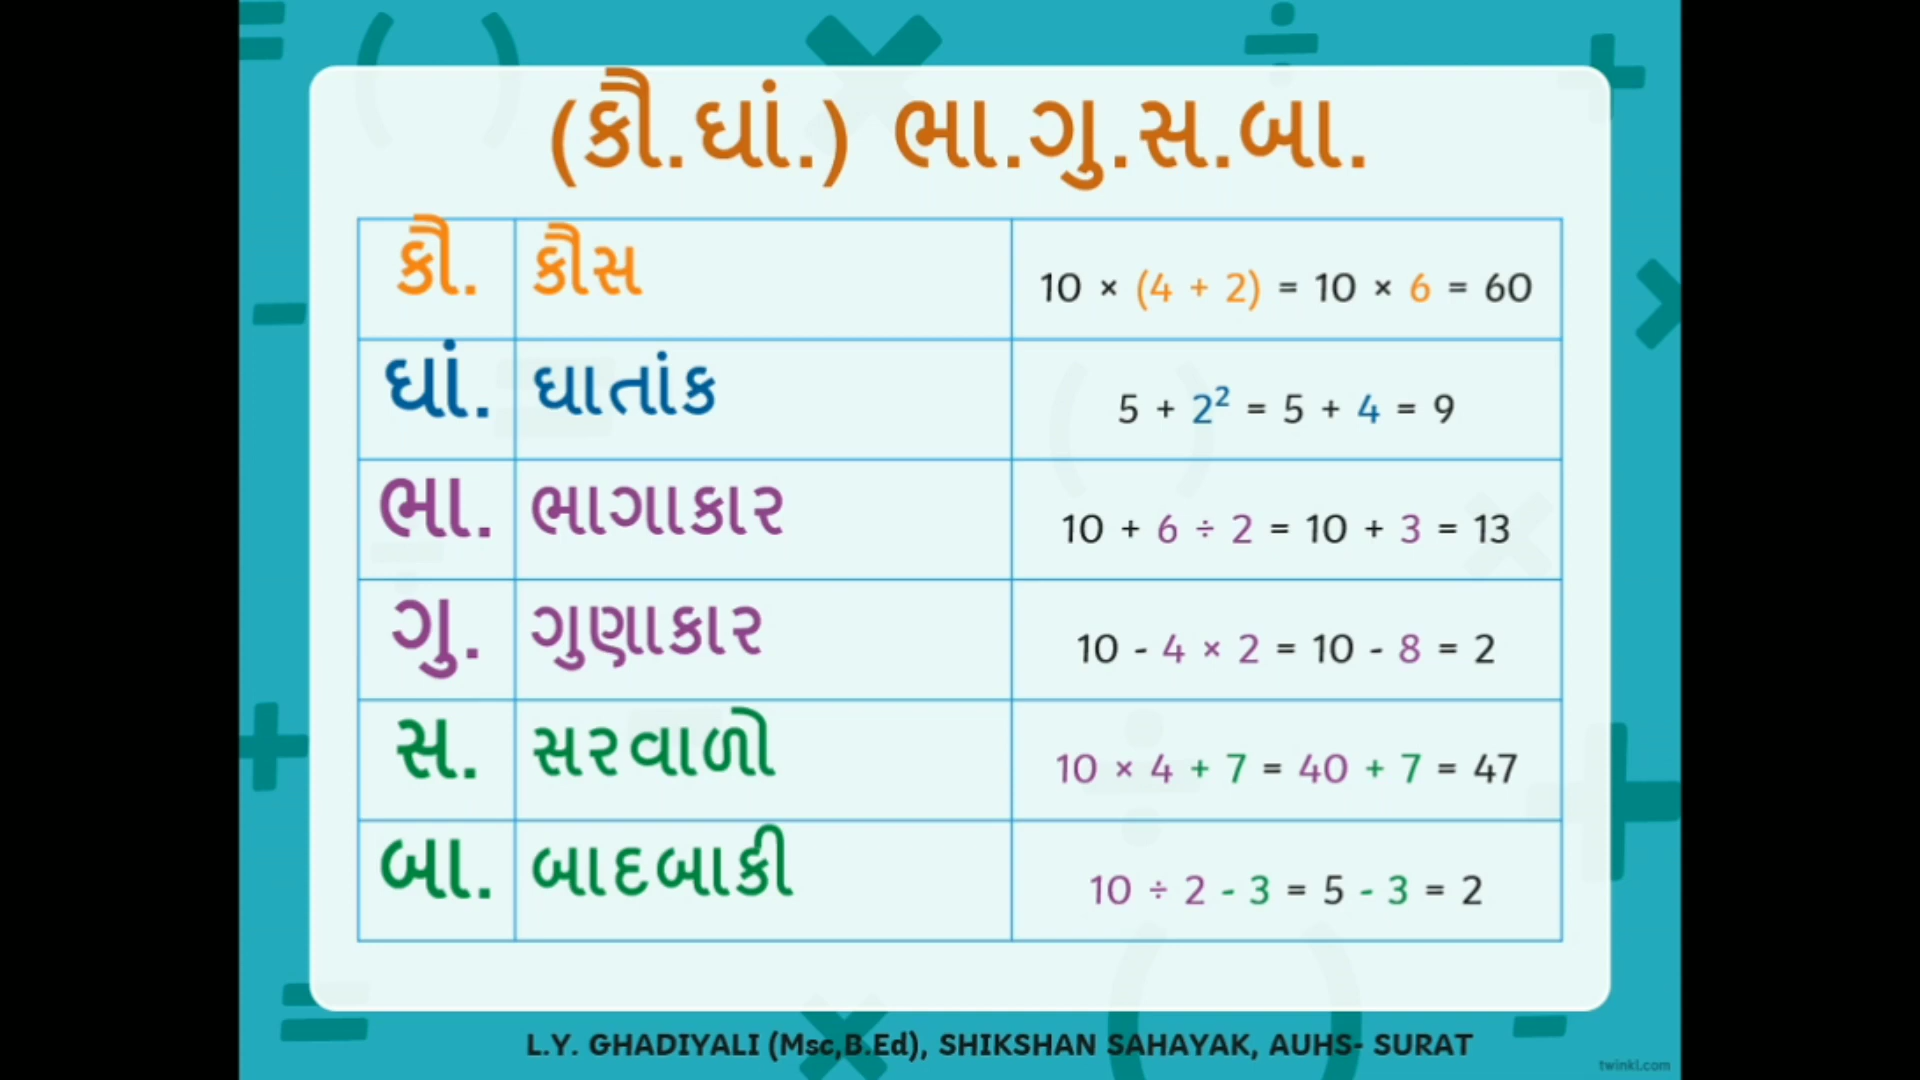 (કૌ.ઘાં.) ભા.ગુ.સ.બા.
કૌ. કૌસ 10 × (4 + 2) = 10 × 6 = 60
ઘાં. ઘાતાંક 5 + 2² = 5 + 4 = 9
ભા. ભાગાકાર 10 + 6 ÷ 2 = 10 + 3 = 13
ગુ. ગુણાકાર 10 - 4 × 2 = 10 - 8 = 2
સ. સરવાળો 10 × 4 + 7 = 40 + 7 = 47
બા. બાદબાકી 10 ÷ 2 - 3 = 5 - 3 = 2
L.Y. GHADIYALI (Msc,B.Ed), SHIKSHAN SAHAYAK, AUHS- SURAT
twinkl.com